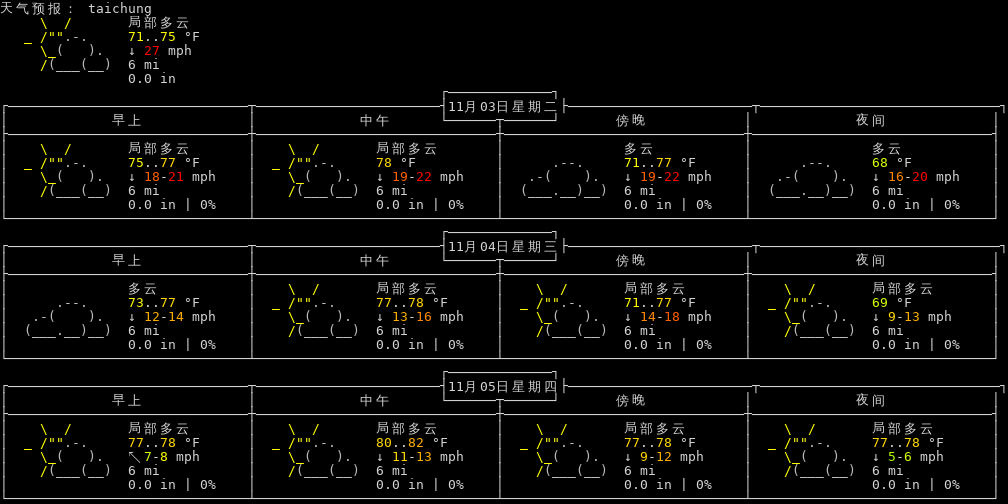 天气预报： taichung
局部多云
71..75 °F
↓ 27 mph
6 mi
0.0 in
11月03日星期二
早上 中午 傍晚 夜间
局部多云 局部多云 多云 多云
75..77 °F 78 °F 71..77 °F 68 °F
↓ 18-21 mph ↓ 19-22 mph ↓ 19-22 mph ↓ 16-20 mph
6 mi 6 mi 6 mi 6 mi
0.0 in | 0% 0.0 in | 0% 0.0 in | 0% 0.0 in | 0%
11月04日星期三
早上 中午 傍晚 夜间
多云 局部多云 局部多云 局部多云
73..77 °F 77..78 °F 71..77 °F 69 °F
↓ 12-14 mph ↓ 13-16 mph ↓ 14-18 mph ↓ 9-13 mph
6 mi 6 mi 6 mi 6 mi
0.0 in | 0% 0.0 in | 0% 0.0 in | 0% 0.0 in | 0%
11月05日星期四
早上 中午 傍晚 夜间
局部多云 局部多云 局部多云 局部多云
77..78 °F 80..82 °F 77..78 °F 77..78 °F
↖ 7-8 mph ↓ 11-13 mph ↓ 9-12 mph ↓ 5-6 mph
6 mi 6 mi 6 mi 6 mi
0.0 in | 0% 0.0 in | 0% 0.0 in | 0% 0.0 in | 0%